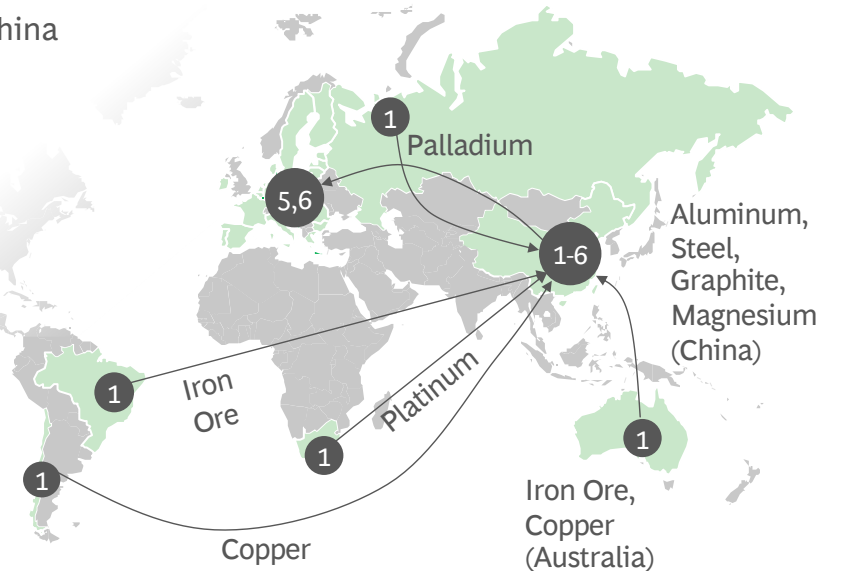 hina
1
Palladium
5,6
1-6
Aluminum,
Steel,
Graphite,
Magnesium
(China)
1
Iron
Ore
Platinum
1
1
1
Iron Ore,
Copper
(Australia)
Copper